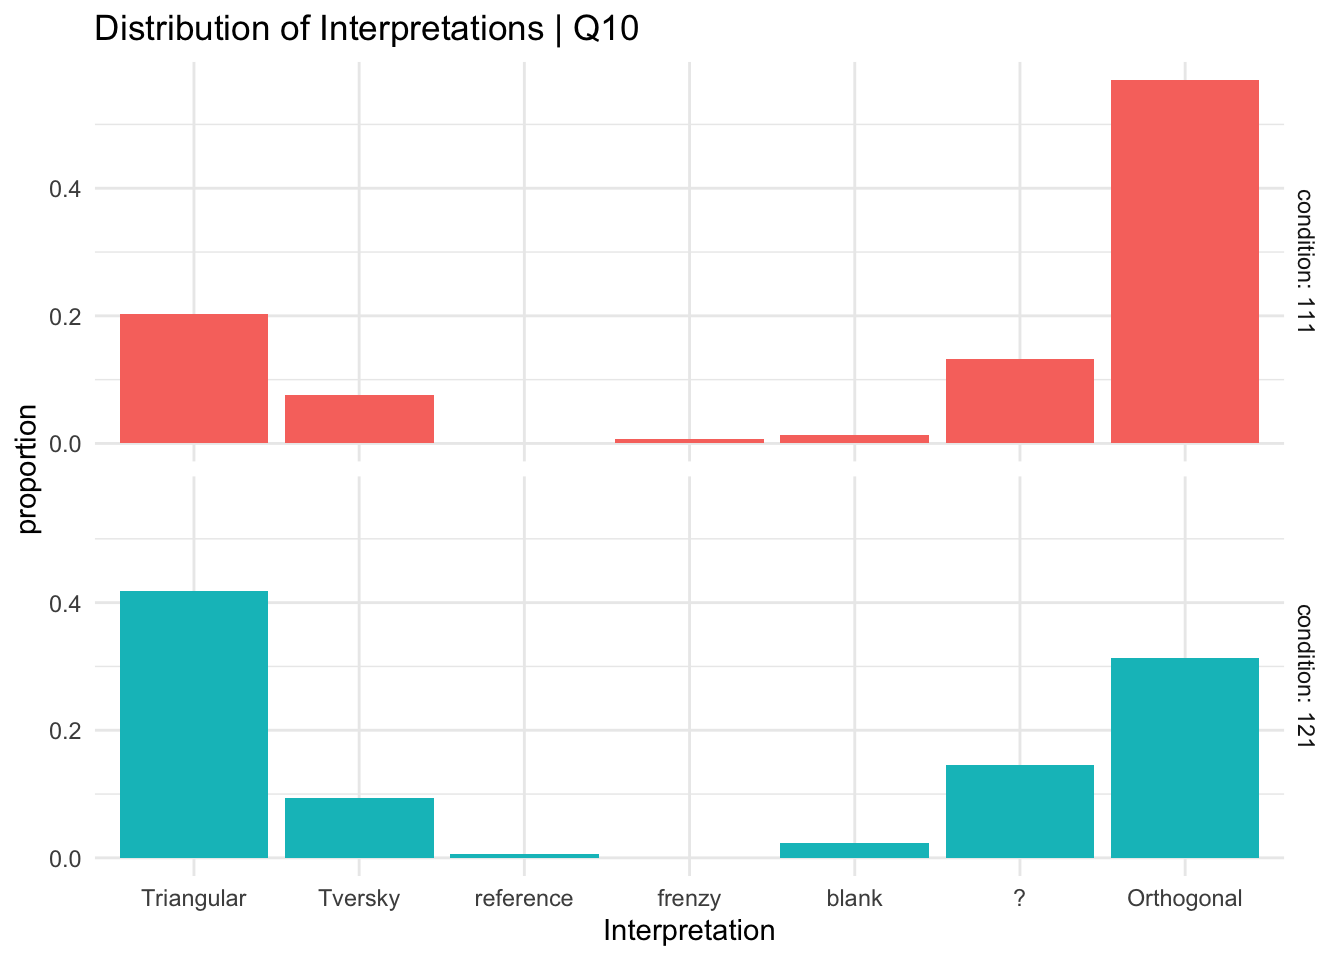 Distribution of Interpretations | Q10
proportion
0.4
0.2
0.0
condition: 111
0.4
0.2
0.0
condition: 121
Triangular Tversky reference frenzy blank ? Orthogonal
Interpretation